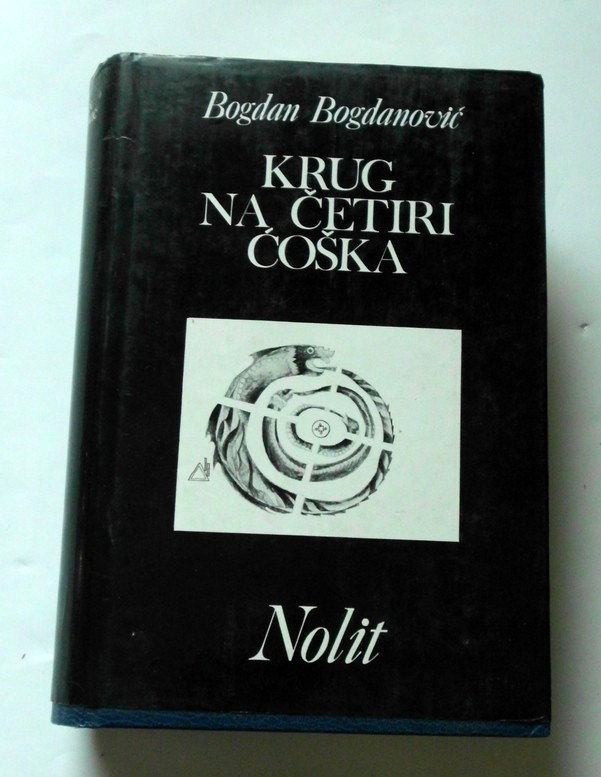 Bogdan Bogdanović
KRUG
NA ČETIRI
ĆOŠKA
Nolit